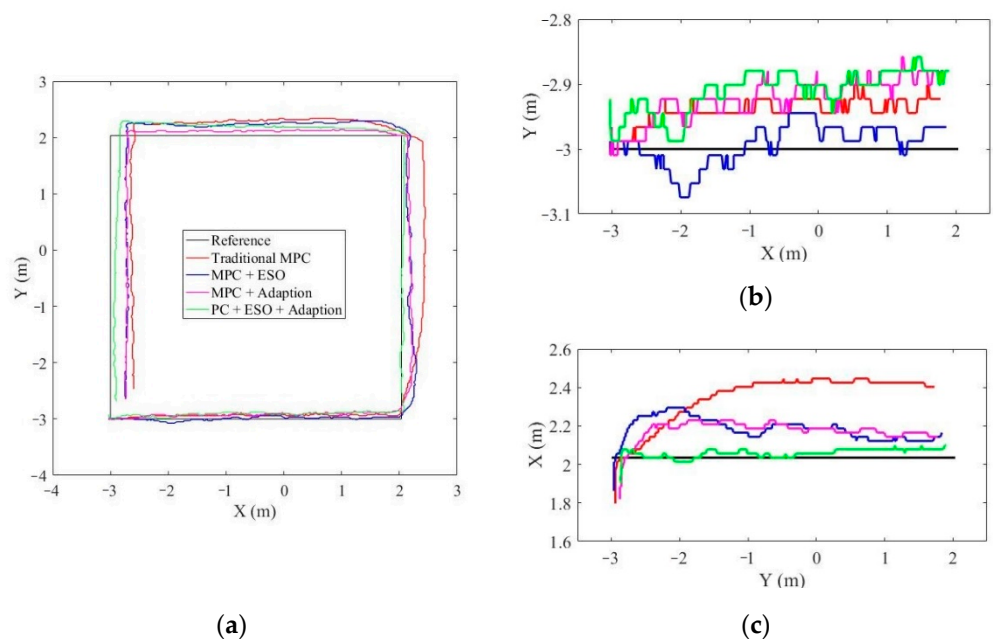 3
2
1
0
−1
−2
−3
−4
Y (m)
−4 −3 −2 −1 0 1 2 3
X (m)
Reference
Traditional MPC
MPC + ESO
MPC + Adaption
PC + ESO + Adaption
(a)
−2.8
−2.9
−3
−3.1
Y (m)
−3 −2 −1 0 1 2
X (m)
(b)
2.6
2.4
2.2
2
1.8
1.6
X (m)
−3 −2 −1 0 1 2
Y (m)
(c)